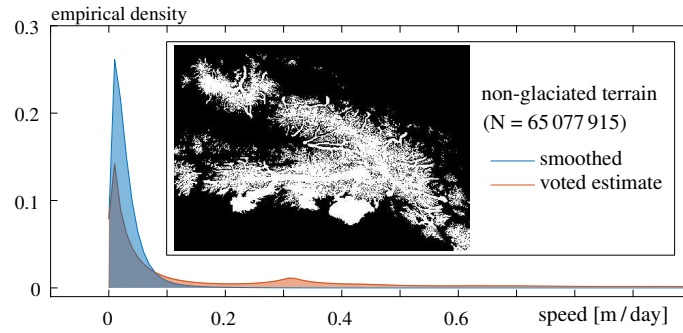 empirical density
0.3
0.2
0.1
0
non-glaciated terrain
(N = 65 077 915)
smoothed
voted estimate
0
0.2
0.4
0.6
speed [m / day]